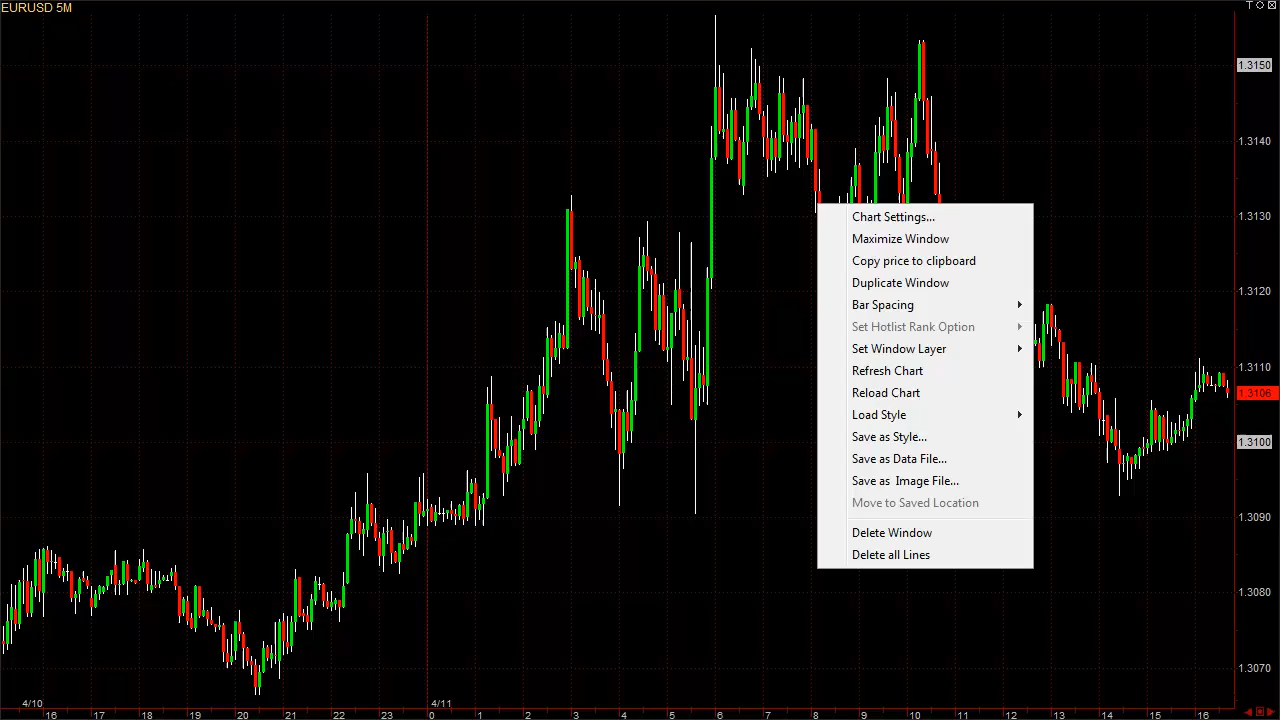 EURUSD 5M
1.3150
1.3140
1.3130
1.3120
1.3110
1.3106
1.3100
1.3090
1.3080
1.3070
Chart Settings...
Maximize Window
Copy price to clipboard
Duplicate Window
Bar Spacing
Set Hotlist Rank Option
Set Window Layer
Refresh Chart
Reload Chart
Load Style
Save as Style...
Save as Data File...
Save as  Image File...
Move to Saved Location
Delete Window
Delete all Lines
4/10 4/11
16 17 18 19 20 21 22 23 0 1 2 3 4 5 6 7 8 9 10 11 12 13 14 15 16